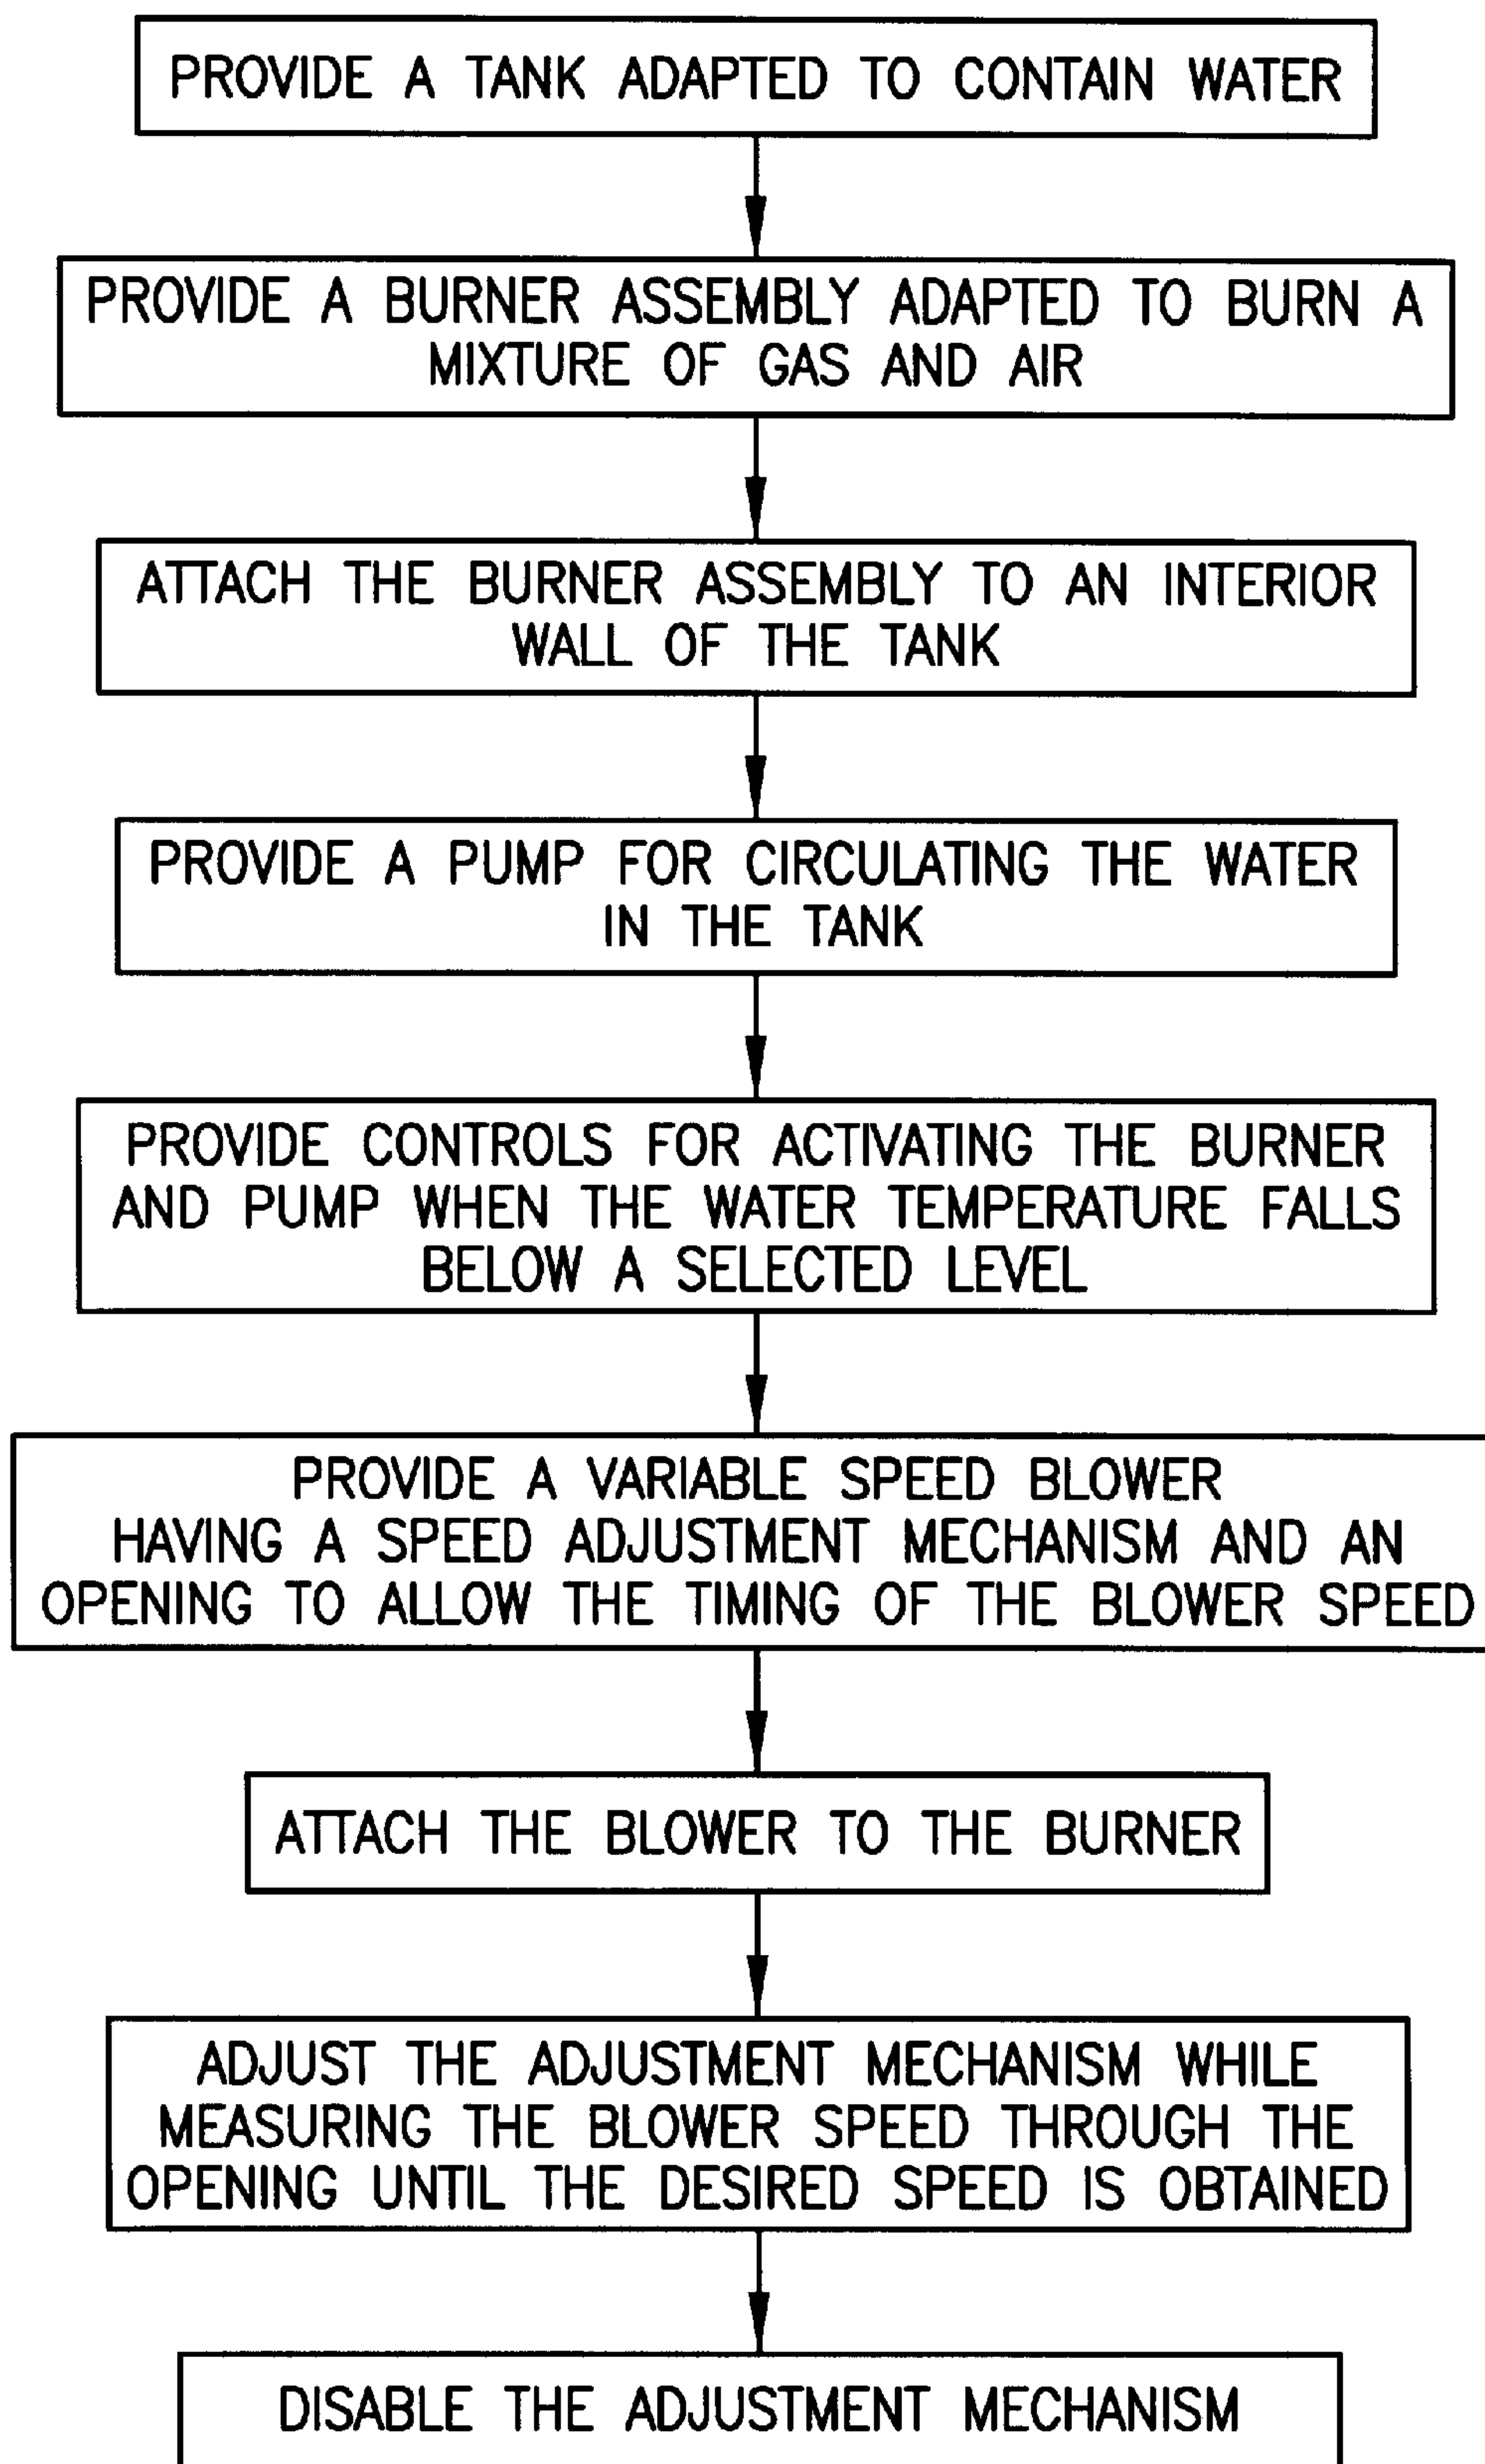 PROVIDE A TANK ADAPTED TO CONTAIN WATER
PROVIDE A BURNER ASSEMBLY ADAPTED TO BURN A
MIXTURE OF GAS AND AIR
ATTACH THE BURNER ASSEMBLY TO AN INTERIOR
WALL OF THE TANK
PROVIDE A PUMP FOR CIRCULATING THE WATER
IN THE TANK
PROVIDE CONTROLS FOR ACTIVATING THE BURNER
AND PUMP WHEN THE WATER TEMPERATURE FALLS
BELOW A SELECTED LEVEL
PROVIDE A VARIABLE SPEED BLOWER
HAVING A SPEED ADJUSTMENT MECHANISM AND AN
OPENING TO ALLOW THE TIMING OF THE BLOWER SPEED
ATTACH THE BLOWER TO THE BURNER
ADJUST THE ADJUSTMENT MECHANISM WHILE
MEASURING THE BLOWER SPEED THROUGH THE
OPENING UNTIL THE DESIRED SPEED IS OBTAINED
DISABLE THE ADJUSTMENT MECHANISM